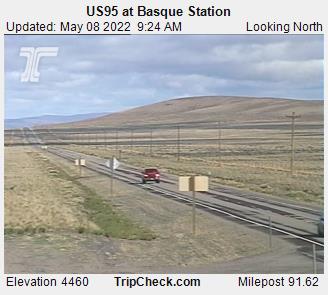 US95 at Basque Station
Updated: May 08 2022 9:24 AM Looking North
Elevation 4460 TripCheck.com Milepost 91.62